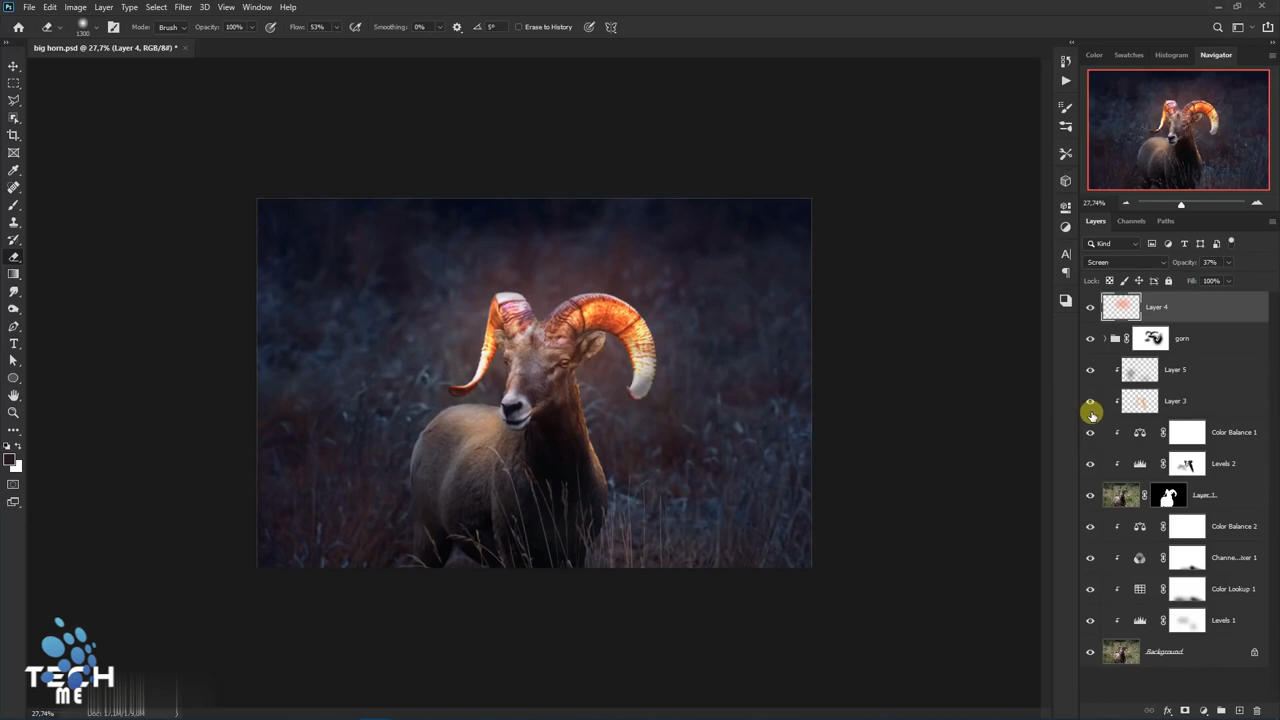 File Edit Image Layer Type Select Filter 3D View Window Help
1300 Mode: Brush Opacity: 100% Flow: 53% Smoothing: 0% 5° Erase to History
big horn.psd @ 27,7% (Layer 4, RGB/8#) *
Color Swatches Histogram Navigator
27,74%
Layers Channels Paths
Kind
Screen Opacity: 37%
Lock: Fill: 100%
Layer 4
gorn
Layer 5
Layer 3
Color Balance 1
Levels 2
Layer 1
Color Balance 2
Channe...ixer 1
Color Lookup 1
Levels 1
Background
TECH
ME
27,74%